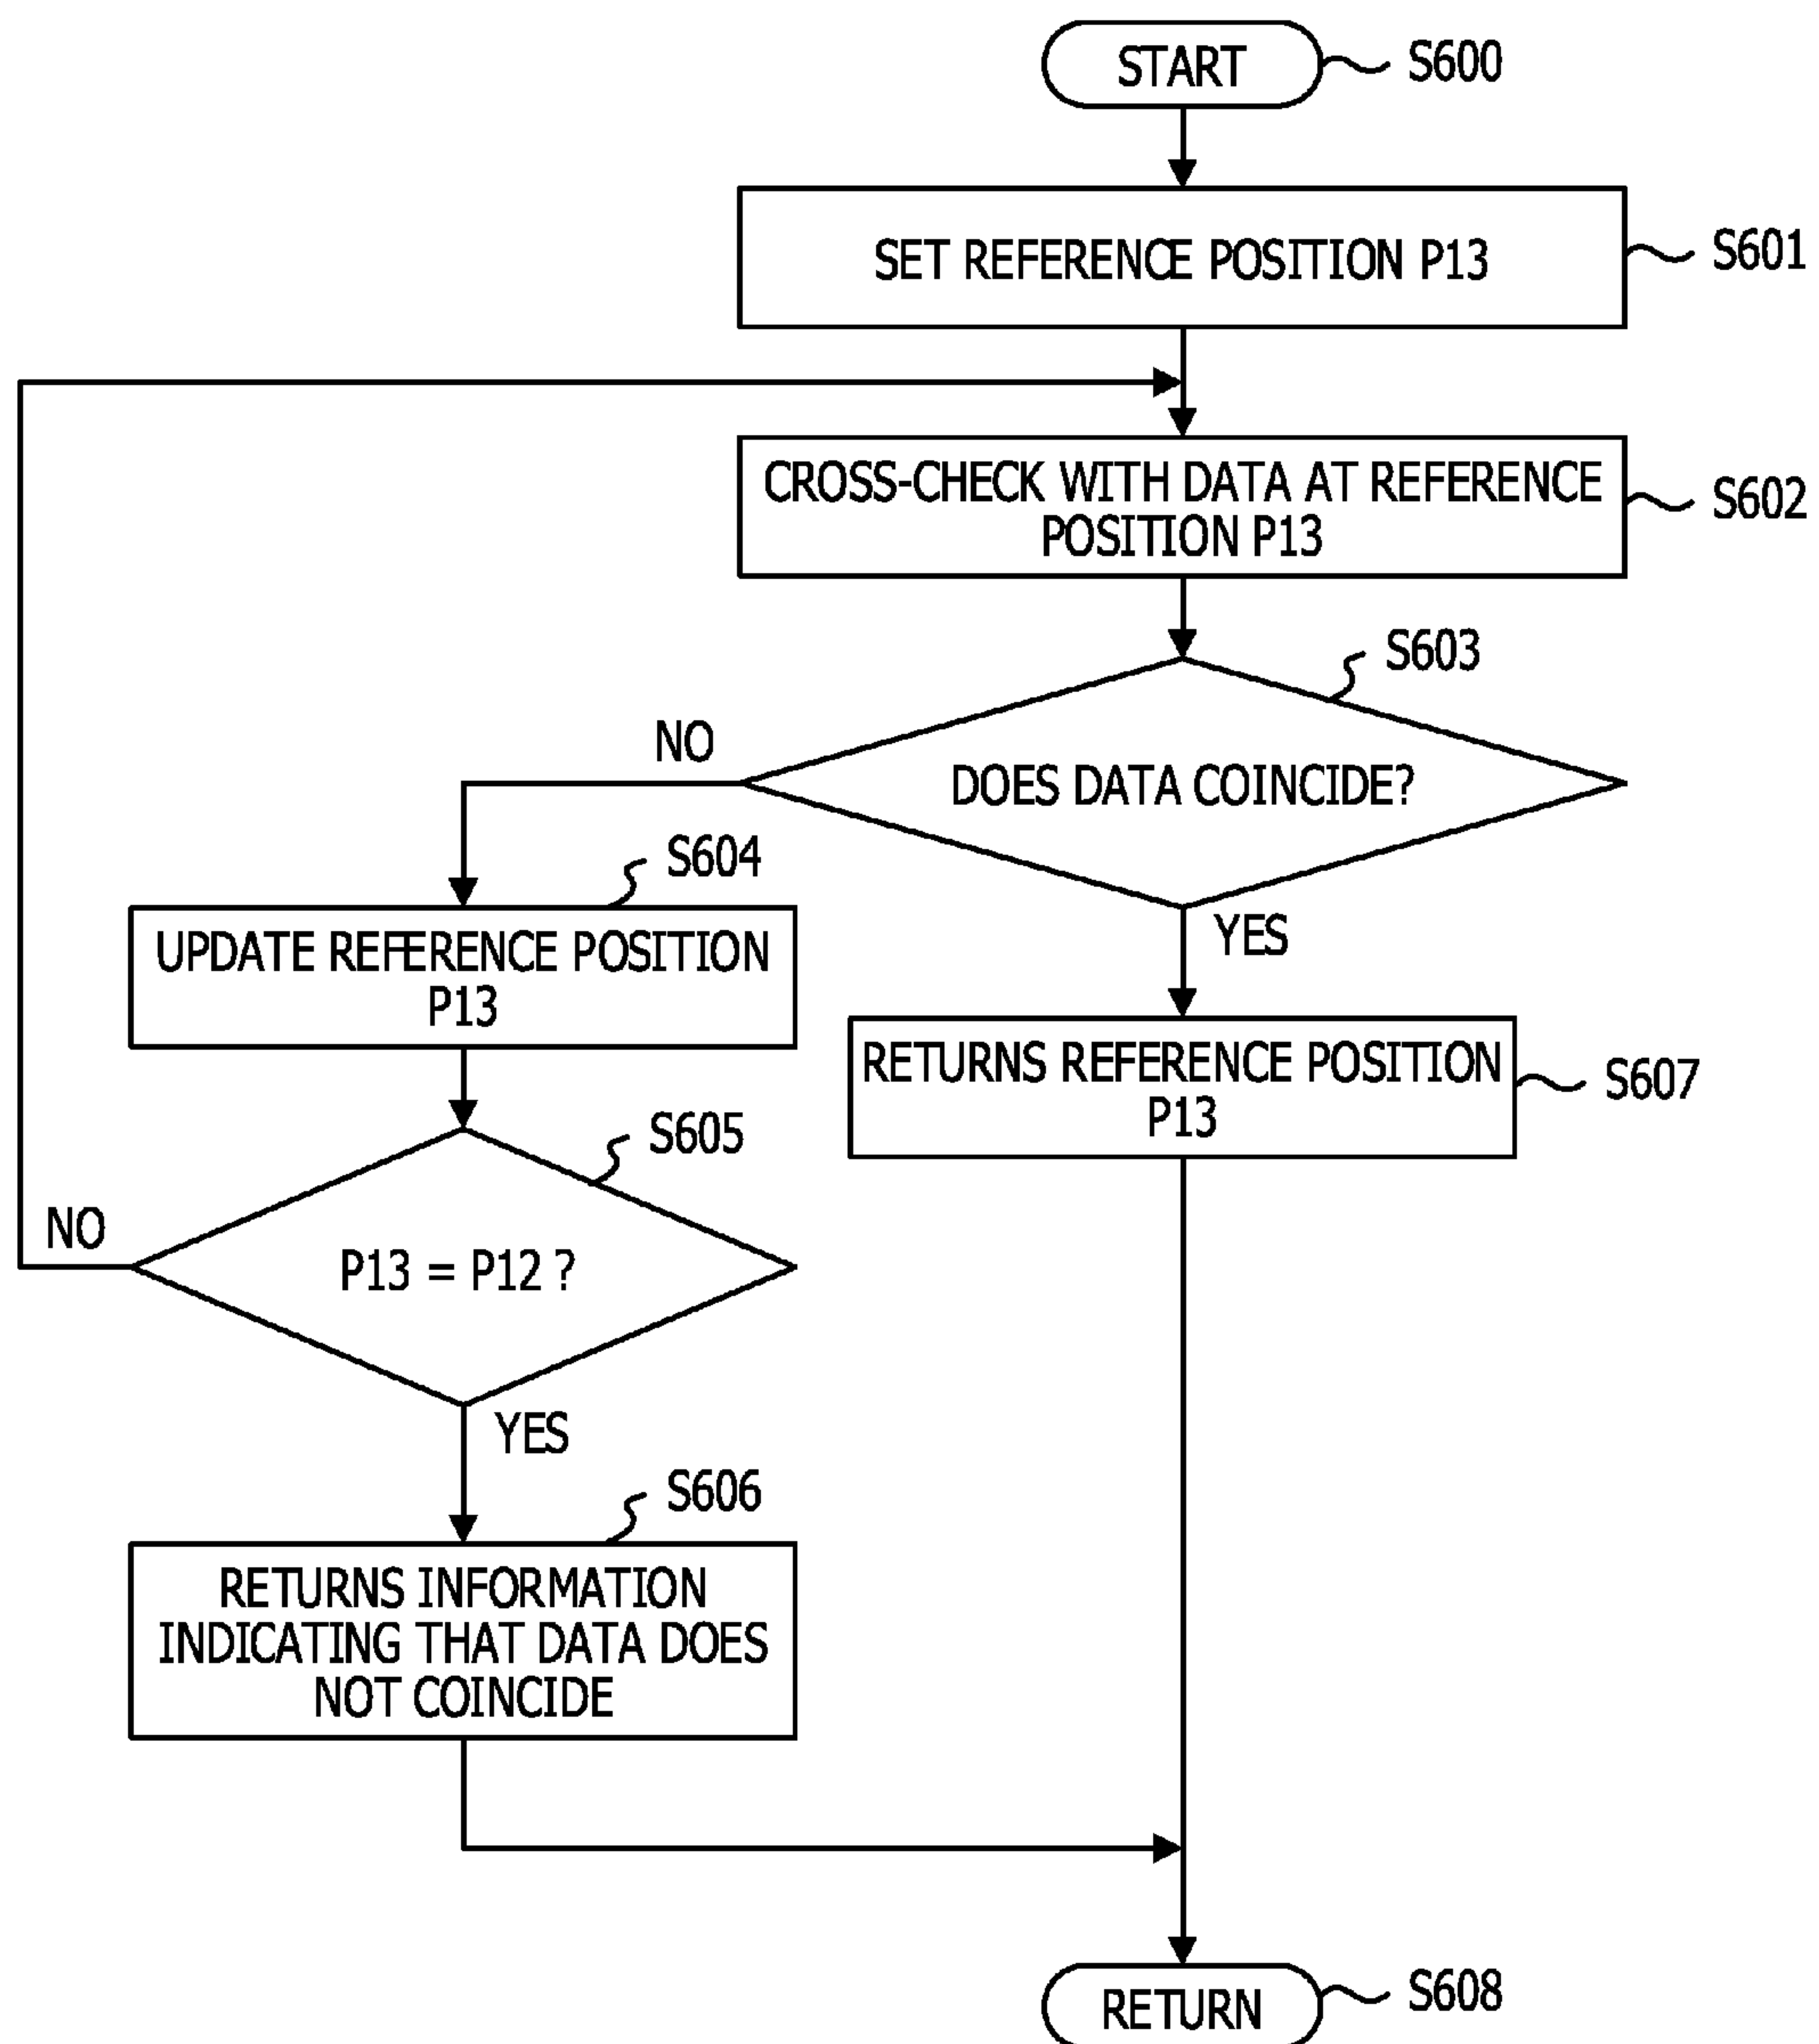 START
S600
SET REFERENCE POSITION P13
S601
CROSS-CHECK WITH DATA AT REFERENCE
POSITION P13
S602
S603
DOES DATA COINCIDE?
NO
YES
S604
UPDATE REFERENCE POSITION
P13
RETURNS REFERENCE POSITION
P13
S607
S605
P13 = P12 ?
NO
YES
S606
RETURNS INFORMATION
INDICATING THAT DATA DOES
NOT COINCIDE
RETURN
S608